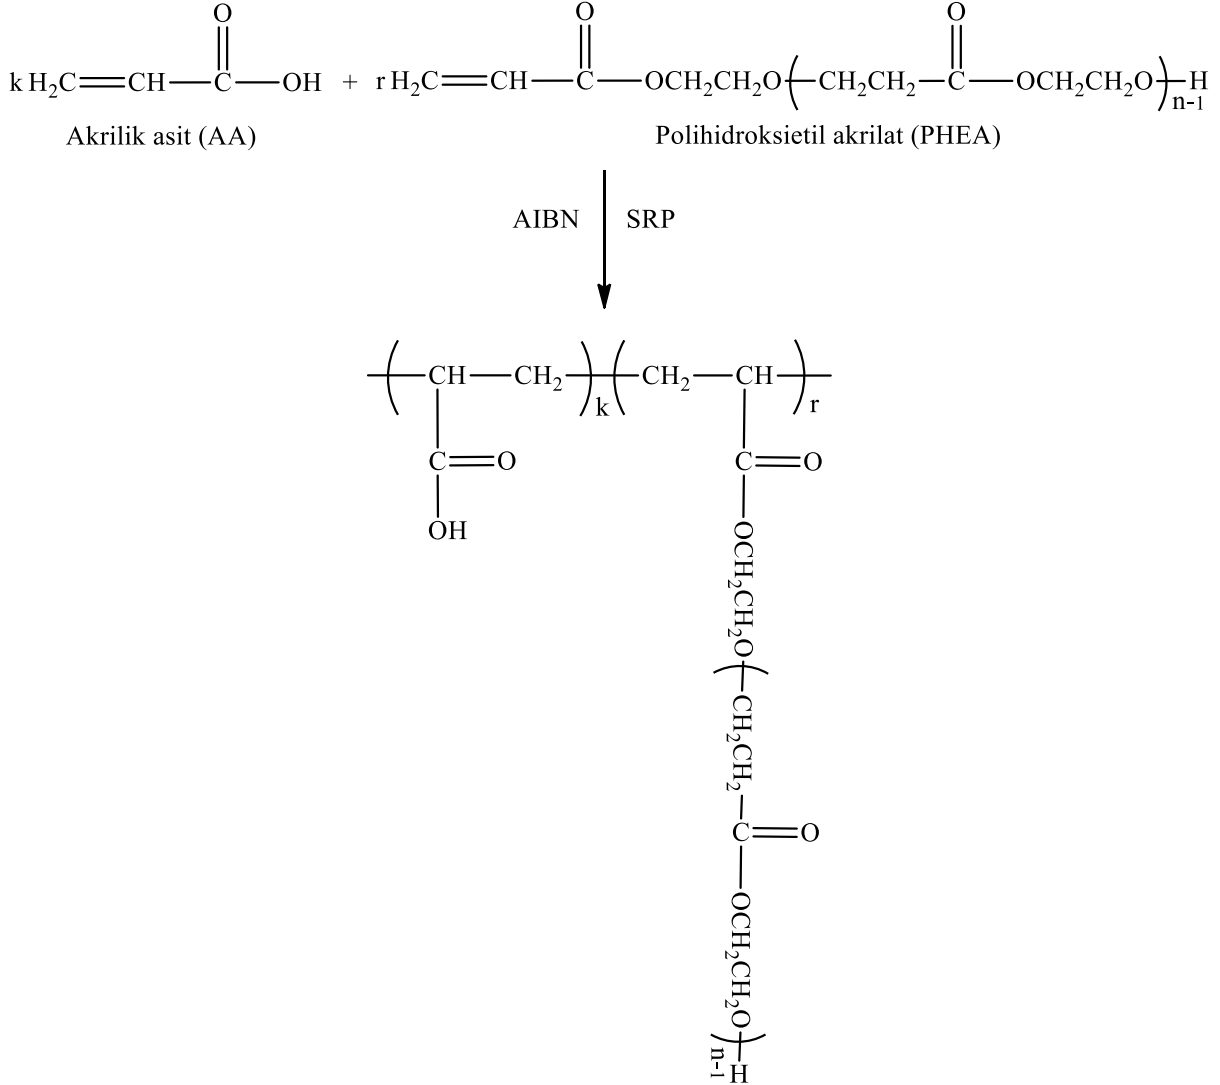 O O O
k H₂C CH C OH + r H₂C CH C OCH₂CH₂O CH₂CH₂ C OCH₂CH₂O H n-1
Akrilik asit (AA) Polihidroksietil akrilat (PHEA)
AIBN SRP
CH CH₂ k CH₂ CH r
C O C O
OH
OCH₂CH₂O
CH₂CH₂
C O
OCH₂CH₂O
n-1 H